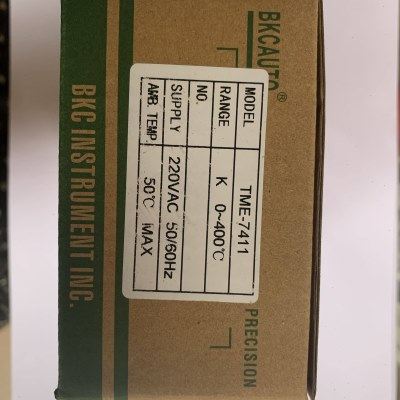 BKCAUTO®
MODEL TME-7411
RANGE K 0~400℃
NO.
SUPPLY 220VAC 50/60Hz
AMB. TEMP. 50℃ MAX
PRECISION
BKC INSTRUMENT INC.